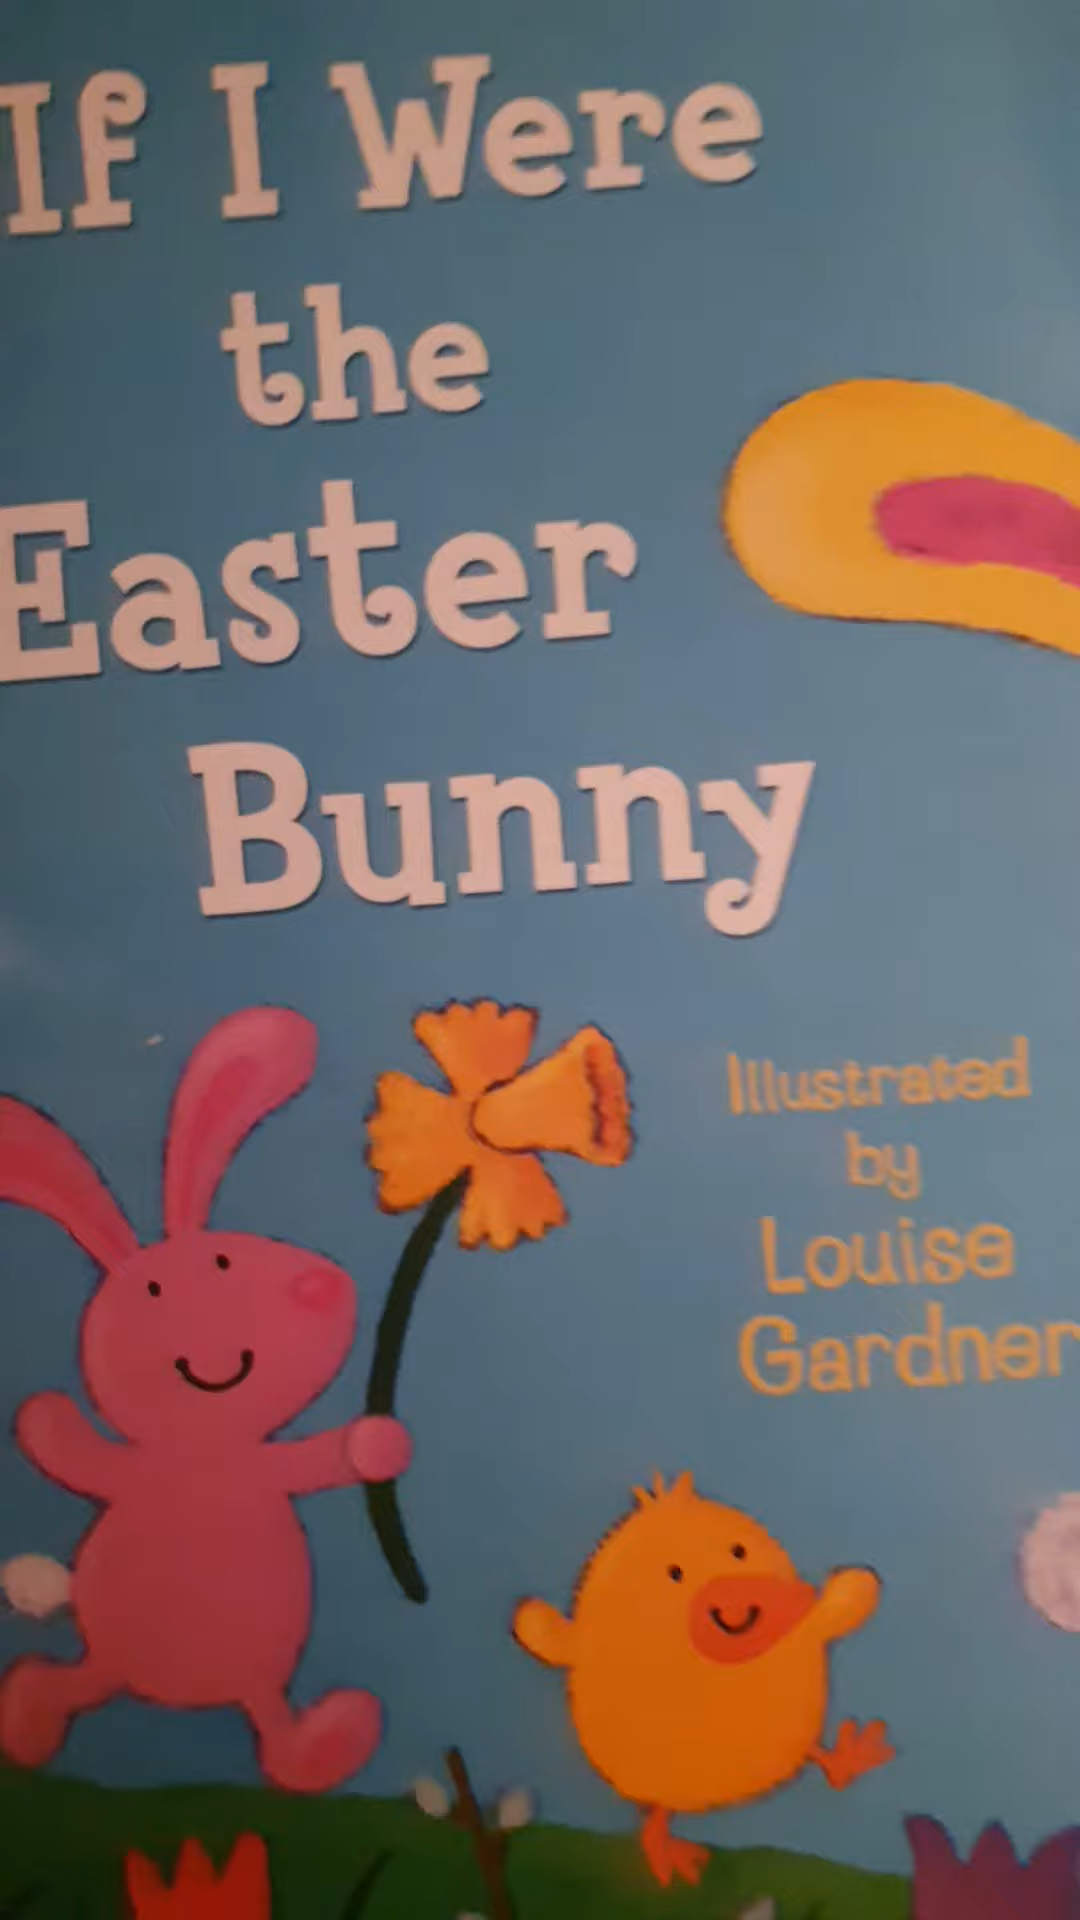 If I Were
the
Easter
Bunny
Illustrated
by
Louise
Gardner